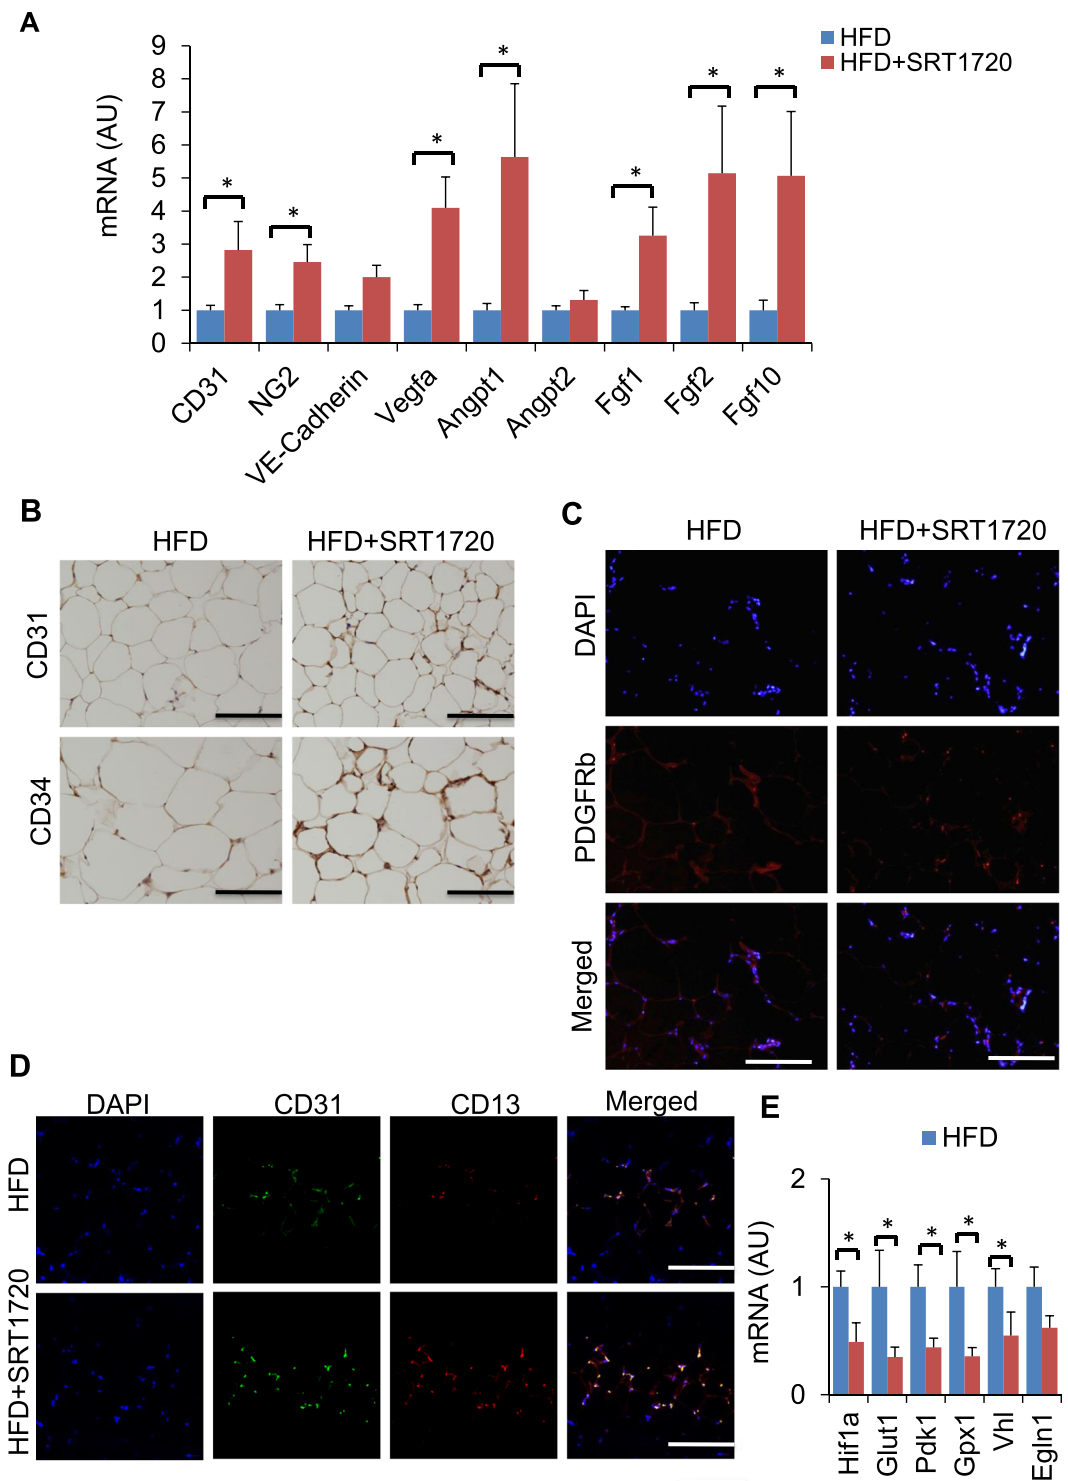 A
HFD
HFD+SRT1720
mRNA (AU)
9
8
7
6
5
4
3
2
1
0
* * * * * * *
CD31 NG2 VE-Cadherin Vegfa Angpt1 Angpt2 Fgf1 Fgf2 Fgf10
B
HFD HFD+SRT1720
CD31
CD34
C
HFD HFD+SRT1720
DAPI
PDGFRb
Merged
D
DAPI CD31 CD13 Merged
HFD
HFD+SRT1720
E
HFD
mRNA (AU)
2
1
0
* * * * *
Hif1a Glut1 Pdk1 Gpx1 Vhl Egln1